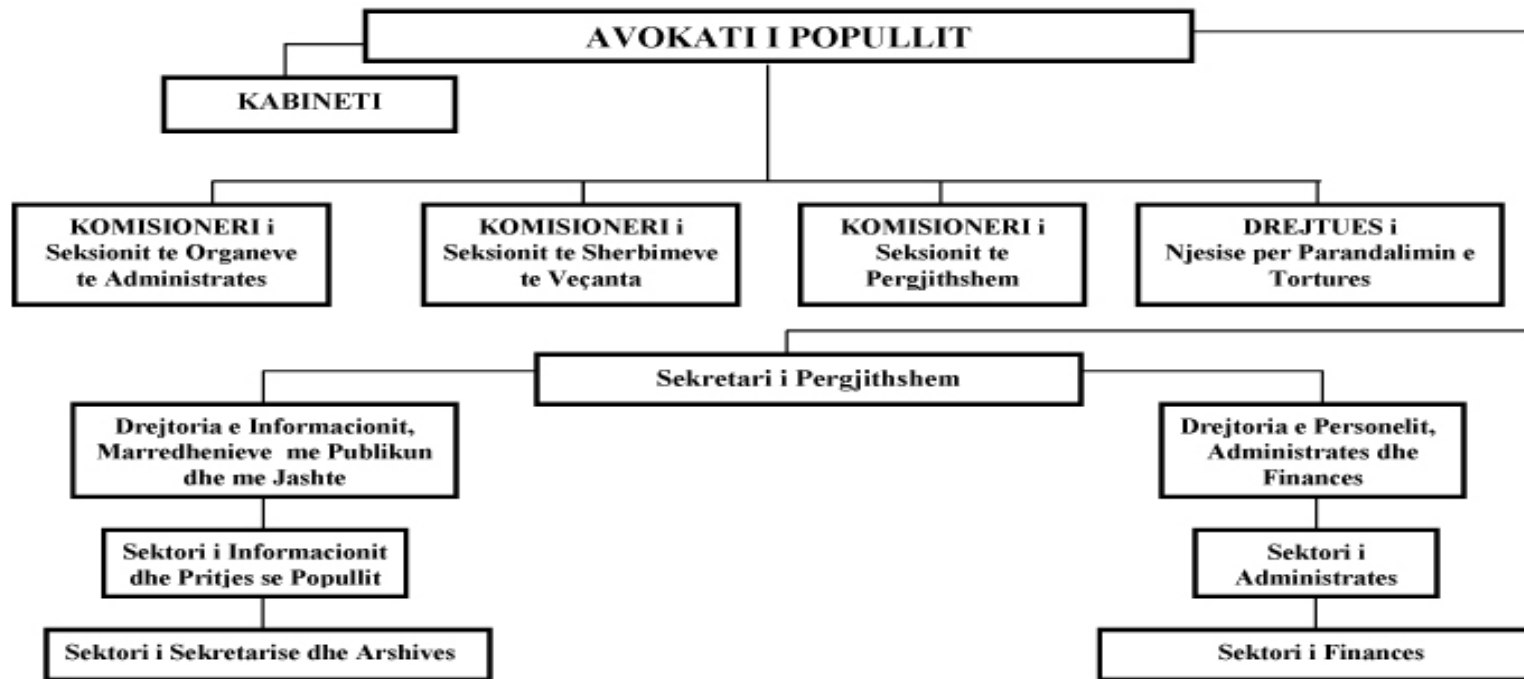 AVOKATI I POPULLIT
KABINETI
KOMISIONERI i
Seksionit te Organeve
te Administrates
KOMISIONERI i
Seksionit te Sherbimeve
te Veçanta
KOMISIONERI i
Seksionit te
Pergjithshem
DREJTUES i
Njesise per Parandalimin e
Tortures
Sekretari i Pergjithshem
Drejtoria e Informacionit,
Marredhenieve me Publikun
dhe me Jashte
Drejtoria e Personelit,
Administrates dhe
Finances
Sektori i Informacionit
dhe Pritjes se Popullit
Sektori i
Administrates
Sektori i Sekretarise dhe Arshives
Sektori i Finances